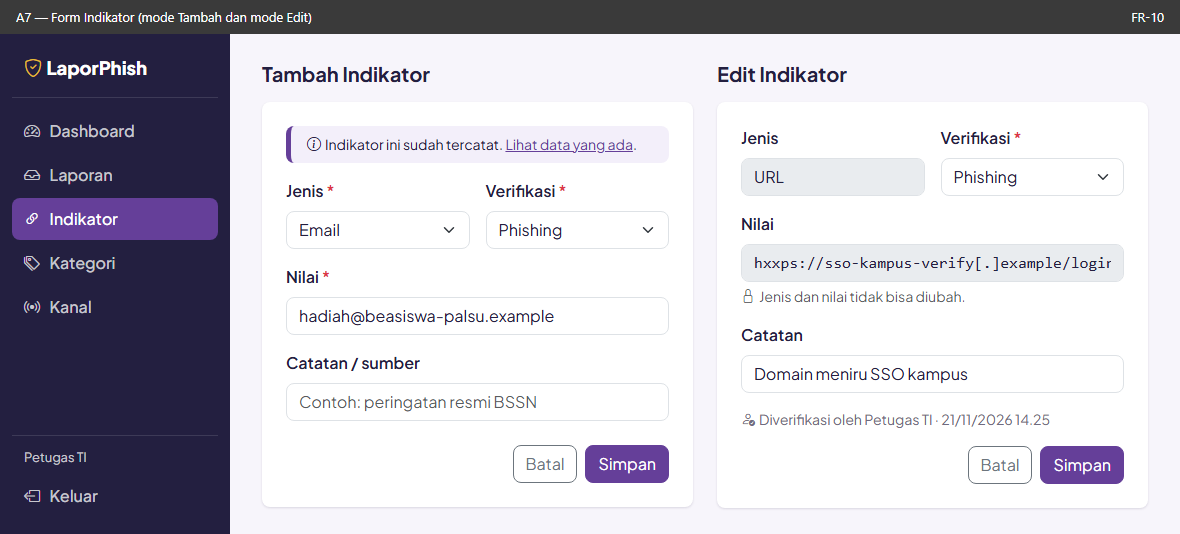 A7 — Form Indikator (mode Tambah dan mode Edit)
FR-10
LaporPhish
Dashboard
Laporan
Indikator
Kategori
Kanal
Petugas TI
Keluar
Tambah Indikator
Indikator ini sudah tercatat. Lihat data yang ada.
Jenis *
Verifikasi *
Email
Phishing
Nilai *
hadiah@beasiswa-palsu.example
Catatan / sumber
Contoh: peringatan resmi BSSN
Batal
Simpan
Edit Indikator
Jenis
Verifikasi *
URL
Phishing
Nilai
hxxps://sso-kampus-verify[.]example/login
Jenis dan nilai tidak bisa diubah.
Catatan
Domain meniru SSO kampus
Diverifikasi oleh Petugas TI · 21/11/2026 14.25
Batal
Simpan